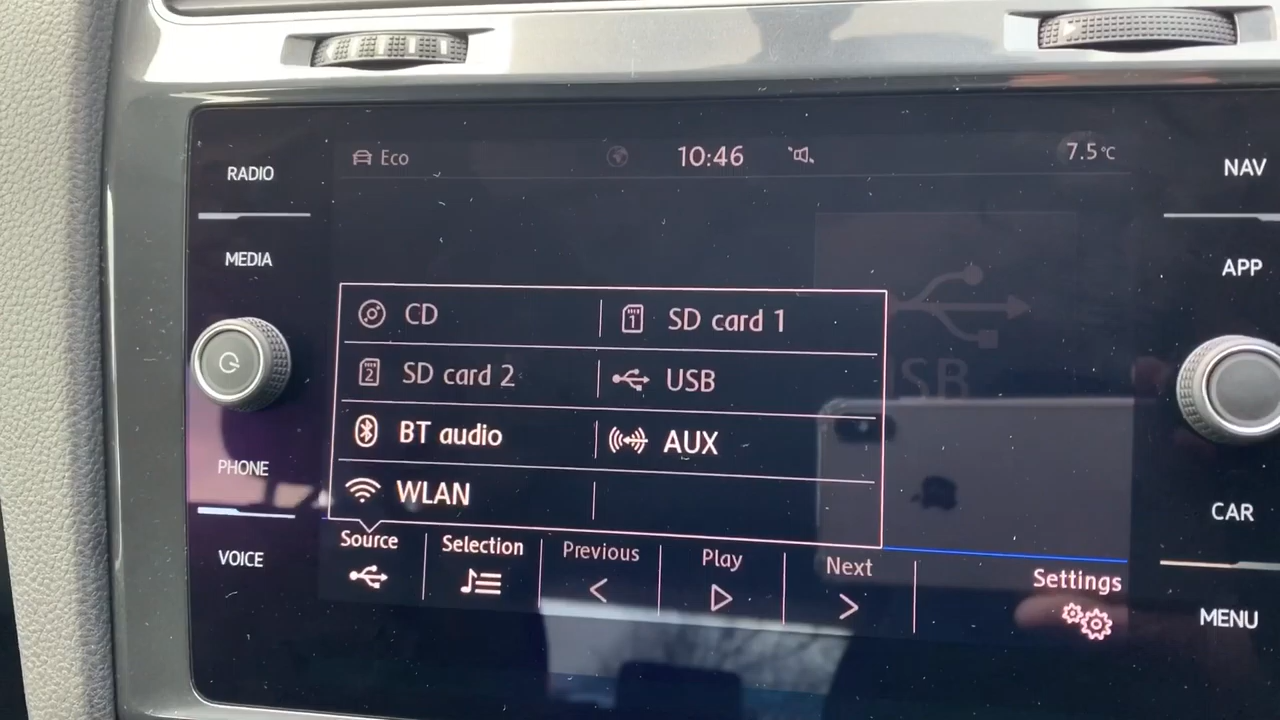 Eco 10:46 7.5°C
RADIO
MEDIA
PHONE
VOICE
CD SD card 1
SD card 2 USB
BT audio AUX
WLAN
SB
Source Selection Previous Play Next Settings
NAV
APP
CAR
MENU